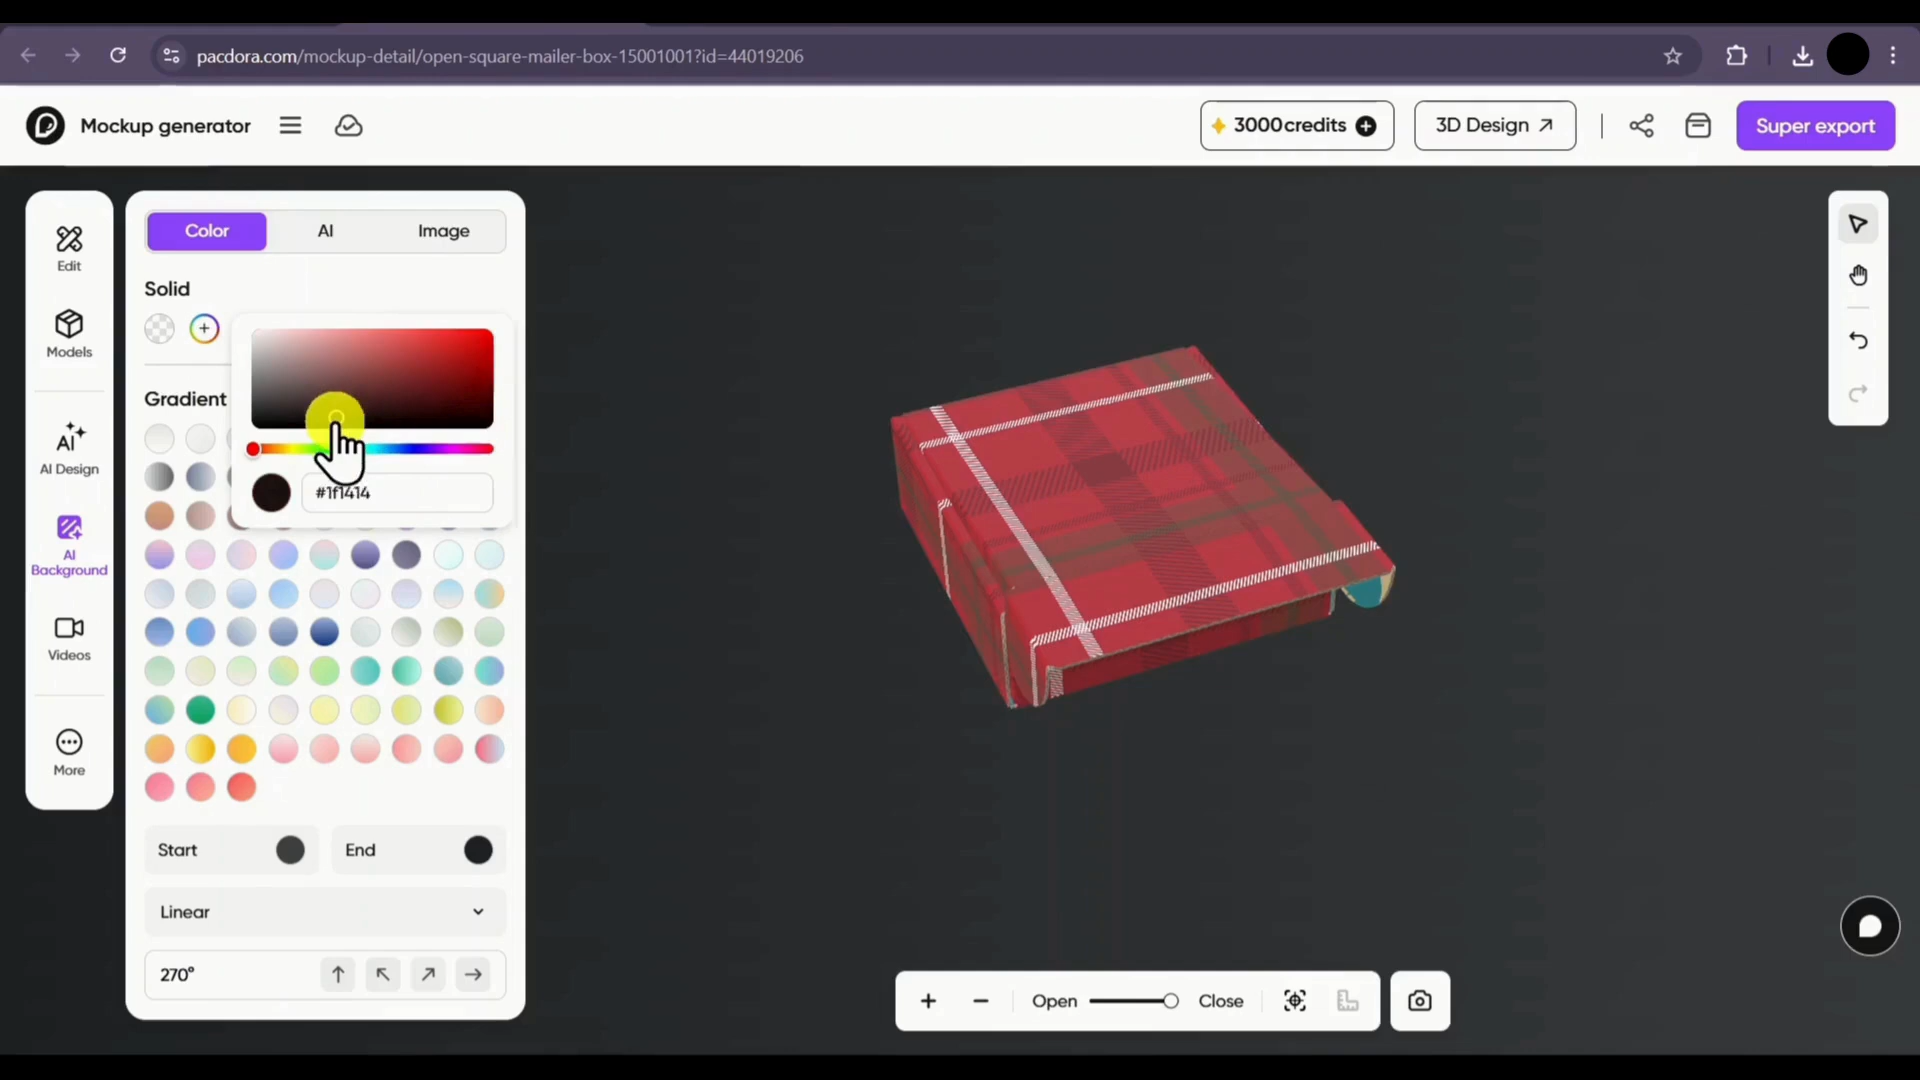 pacdora.com/mockup-detail/open-square-mailer-box-15001001?id=44019206
Mockup generator
3000credits
3D Design
Super export
Edit
Models
AI Design
AI Background
Videos
More
Color
AI
Image
Solid
Gradient
#1f1414
Start
End
Linear
270°
Open
Close